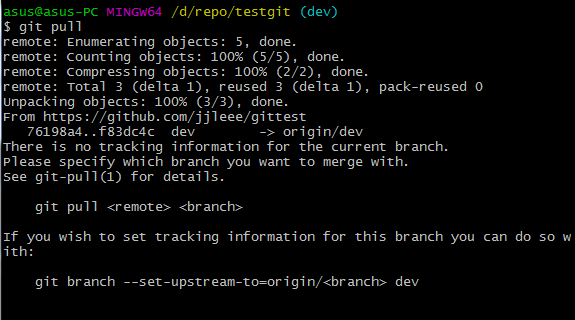 asus@asus-PC MINGW64 /d/repo/testgit (dev)
$ git pull
remote: Enumerating objects: 5, done.
remote: Counting objects: 100% (5/5), done.
remote: Compressing objects: 100% (2/2), done.
remote: Total 3 (delta 1), reused 3 (delta 1), pack-reused 0
Unpacking objects: 100% (3/3), done.
From https://github.com/jjleee/gittest
   76198a4..f83dc4c  dev        -> origin/dev
There is no tracking information for the current branch.
Please specify which branch you want to merge with.
See git-pull(1) for details.

    git pull <remote> <branch>

If you wish to set tracking information for this branch you can do so w
ith:

    git branch --set-upstream-to=origin/<branch> dev